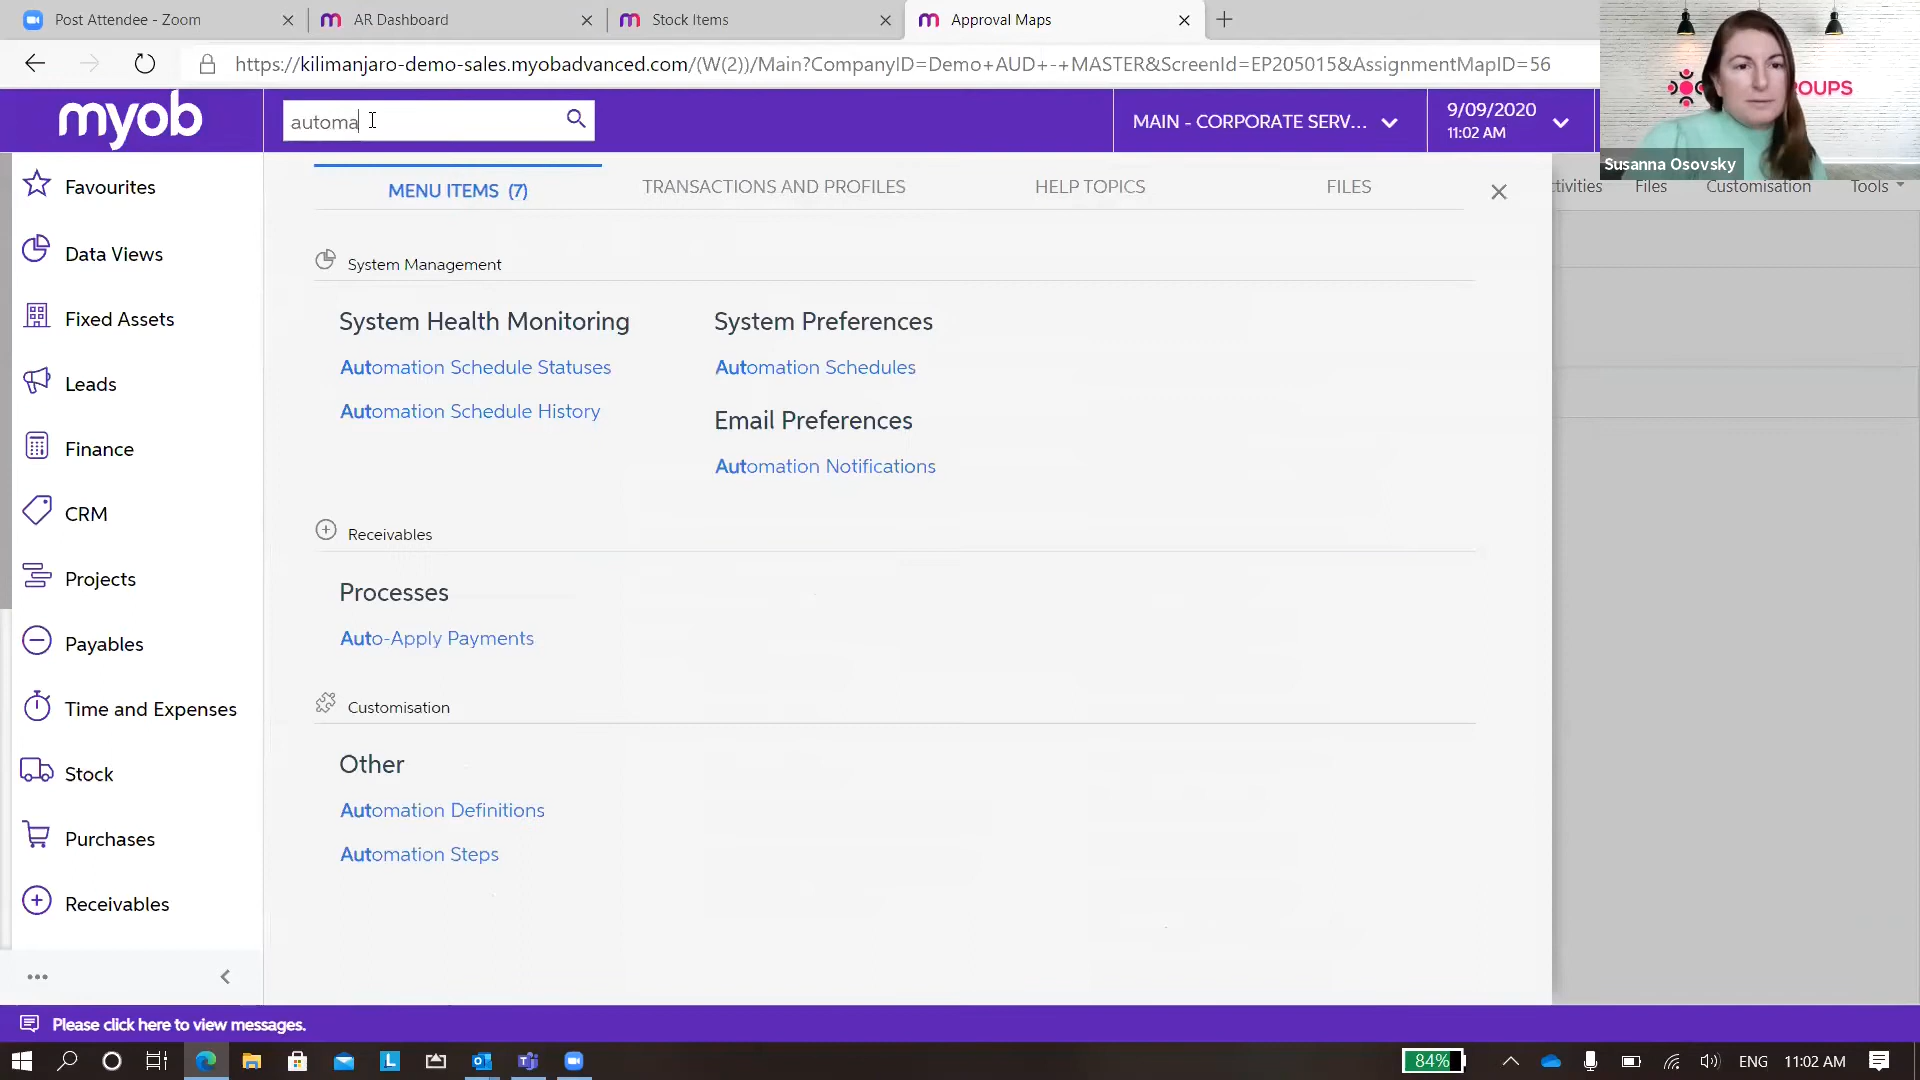 Post Attendee - Zoom
AR Dashboard
Stock Items
Approval Maps
https://kilimanjaro-demo-sales.myobadvanced.com/(W(2))/Main?CompanyID=Demo+AUD+-+MASTER&ScreenId=EP205015&AssignmentMapID=56
myob
automa
MAIN - CORPORATE SERV...
9/09/2020
11:02 AM
OUPS
Susanna Osovsky
Favourites
Data Views
Fixed Assets
Leads
Finance
CRM
Projects
Payables
Time and Expenses
Stock
Purchases
Receivables
MENU ITEMS (7)
TRANSACTIONS AND PROFILES
HELP TOPICS
FILES
tivities
Files
Customisation
Tools
System Management
System Health Monitoring
Automation Schedule Statuses
Automation Schedule History
System Preferences
Automation Schedules
Email Preferences
Automation Notifications
Receivables
Processes
Auto-Apply Payments
Customisation
Other
Automation Definitions
Automation Steps
Please click here to view messages.
84%
ENG
11:02 AM